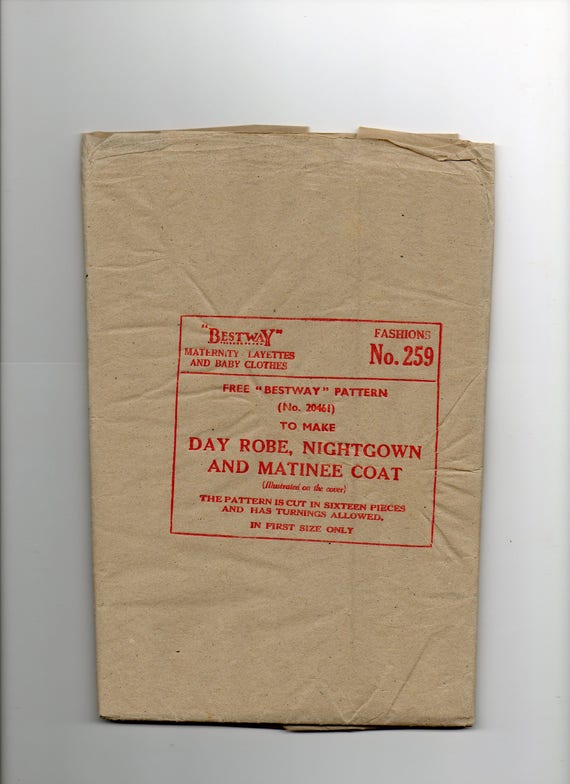 "BESTWAY" FASHIONS
MATERNITY LAYETTES No. 259
AND BABY CLOTHES
FREE "BESTWAY" PATTERN
(No. 20461)
TO MAKE
DAY ROBE, NIGHTGOWN
AND MATINEE COAT
(Illustrated on the cover)
THE PATTERN IS CUT IN SIXTEEN PIECES
AND HAS TURNINGS ALLOWED.
IN FIRST SIZE ONLY